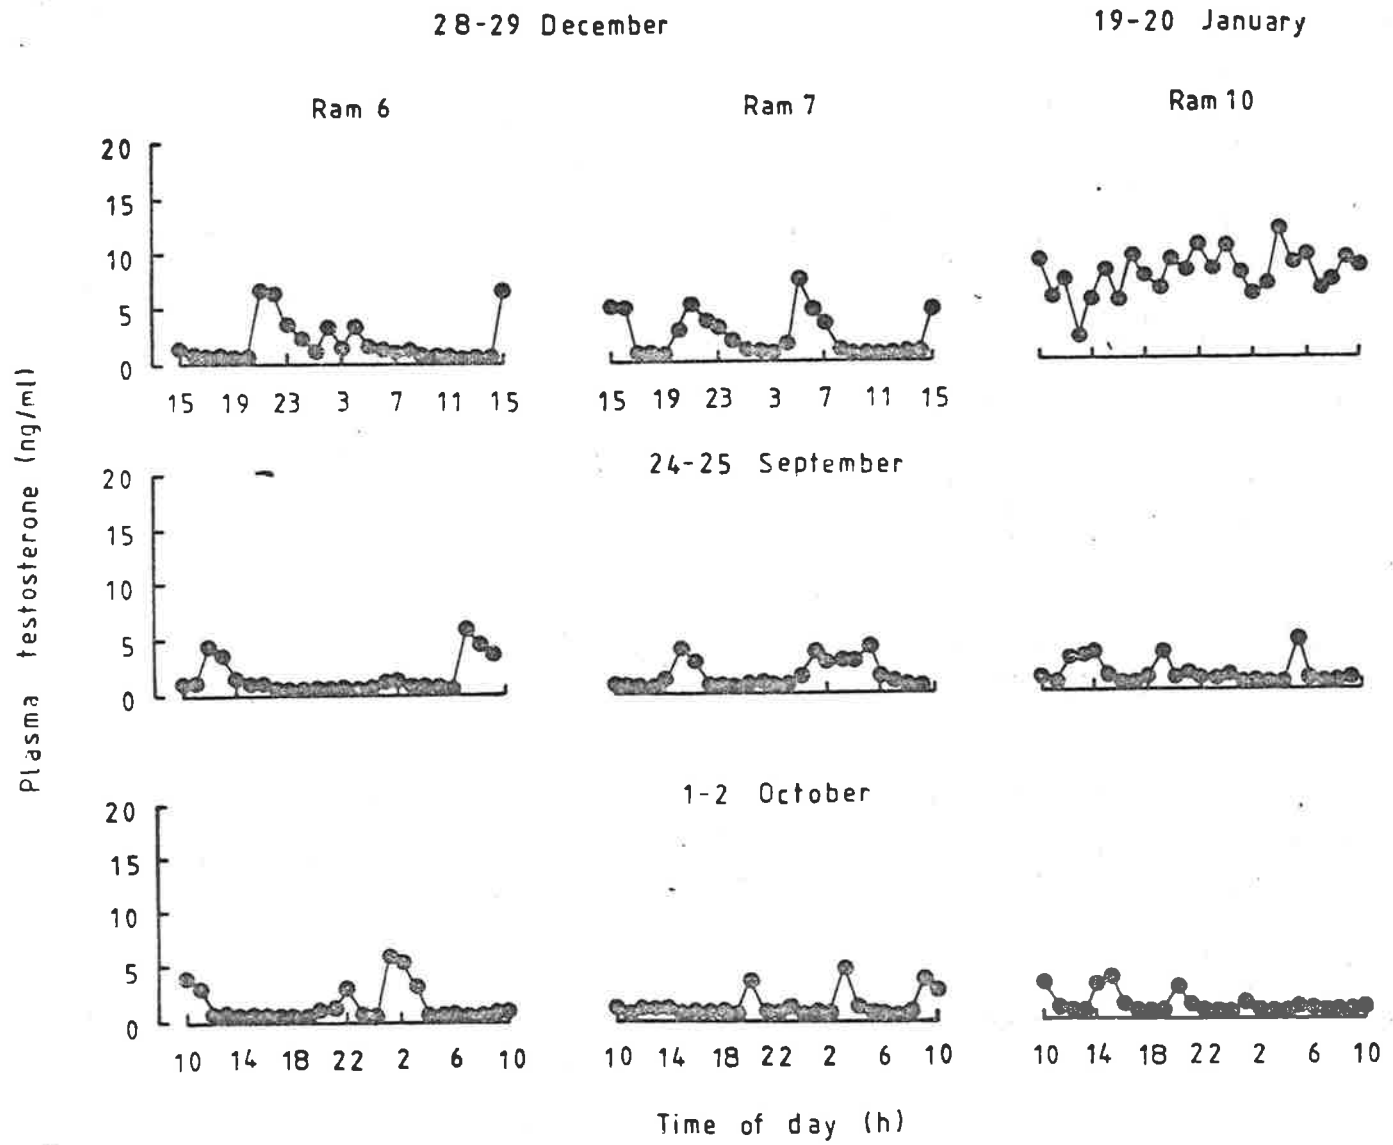 28-29 December
19-20 January
Ram 6
Ram 7
Ram 10
20
15
10
5
0
15 19 23 3 7 11 15
15 19 23 3 7 11 15
24-25 September
20
15
10
5
0
1-2 October
20
15
10
5
0
10 14 18 22 2 6 10
10 14 18 22 2 6 10
10 14 18 22 2 6 10
Plasma testosterone (ng/ml)
Time of day (h)